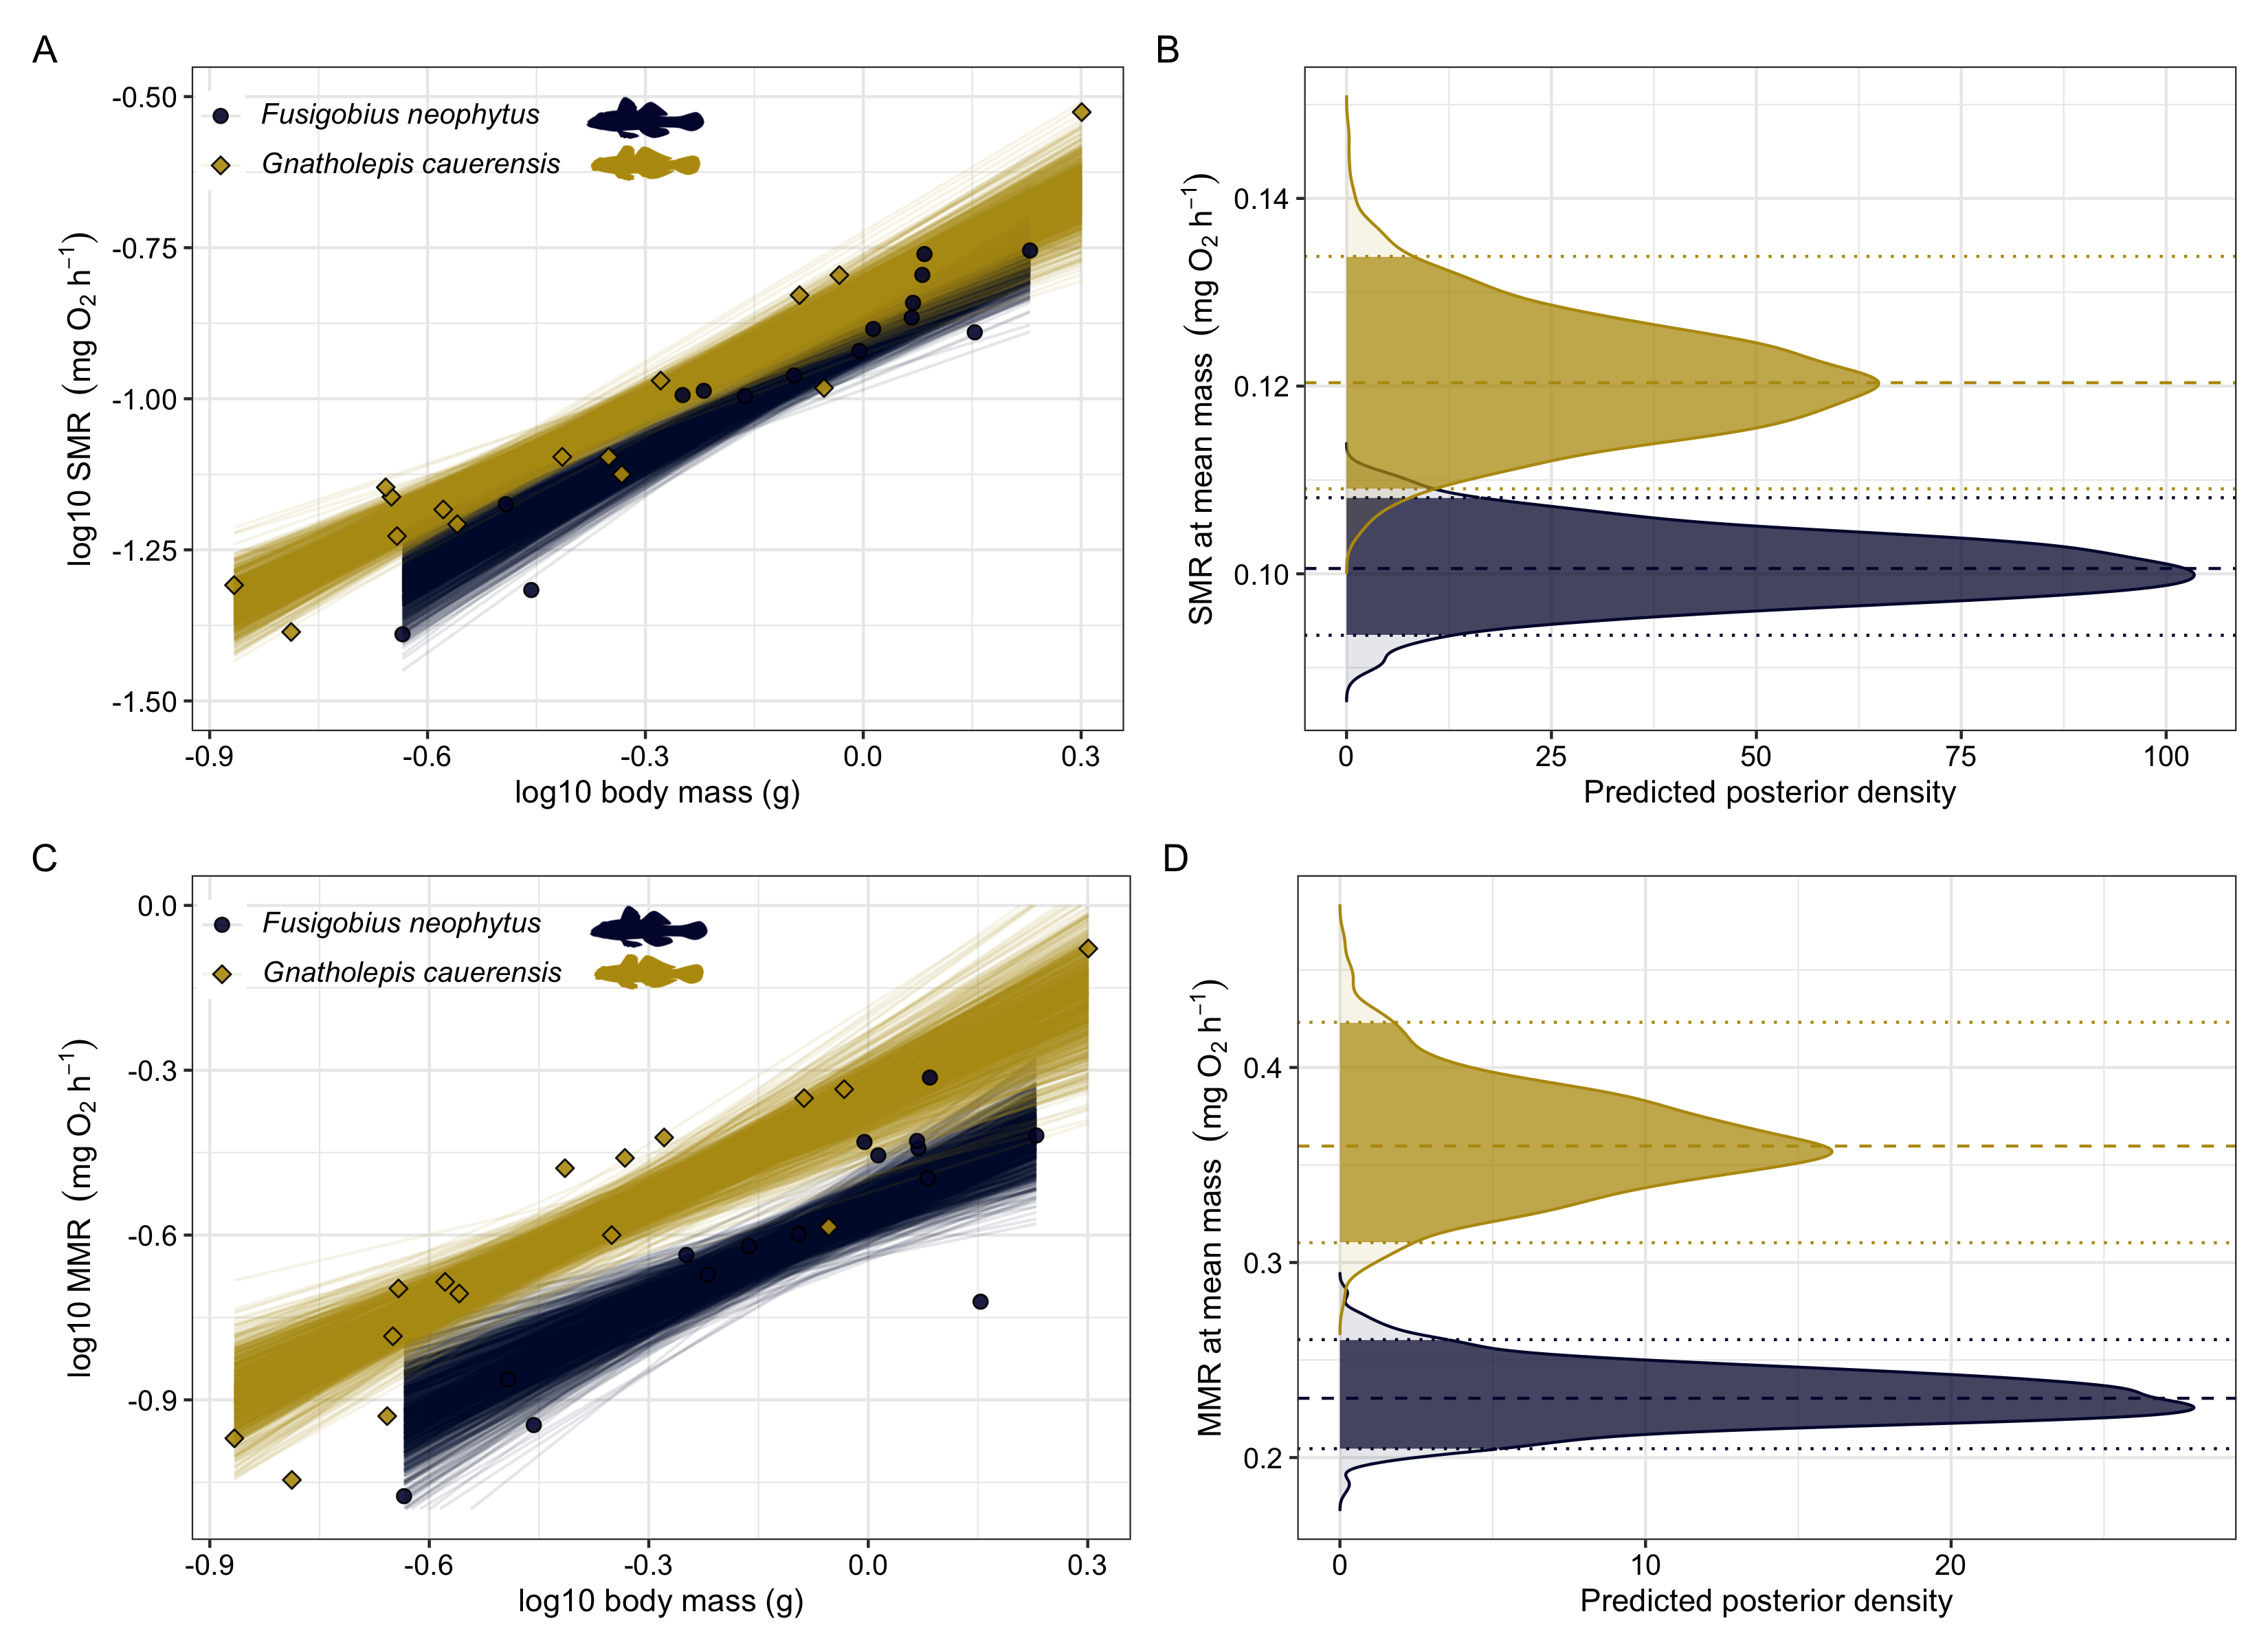 A
Fusigobius neophytus
Gnatholepis cauerensis
log10 SMR (mg O₂ h⁻¹)
-0.50
-0.75
-1.00
-1.25
-1.50
-0.9 -0.6 -0.3 0.0 0.3
log10 body mass (g)
B
SMR at mean mass (mg O₂ h⁻¹)
0.14
0.12
0.10
0 25 50 75 100
Predicted posterior density
C
Fusigobius neophytus
Gnatholepis cauerensis
log10 MMR (mg O₂ h⁻¹)
0.0
-0.3
-0.6
-0.9
-0.9 -0.6 -0.3 0.0 0.3
log10 body mass (g)
D
MMR at mean mass (mg O₂ h⁻¹)
0.4
0.3
0.2
0 10 20
Predicted posterior density